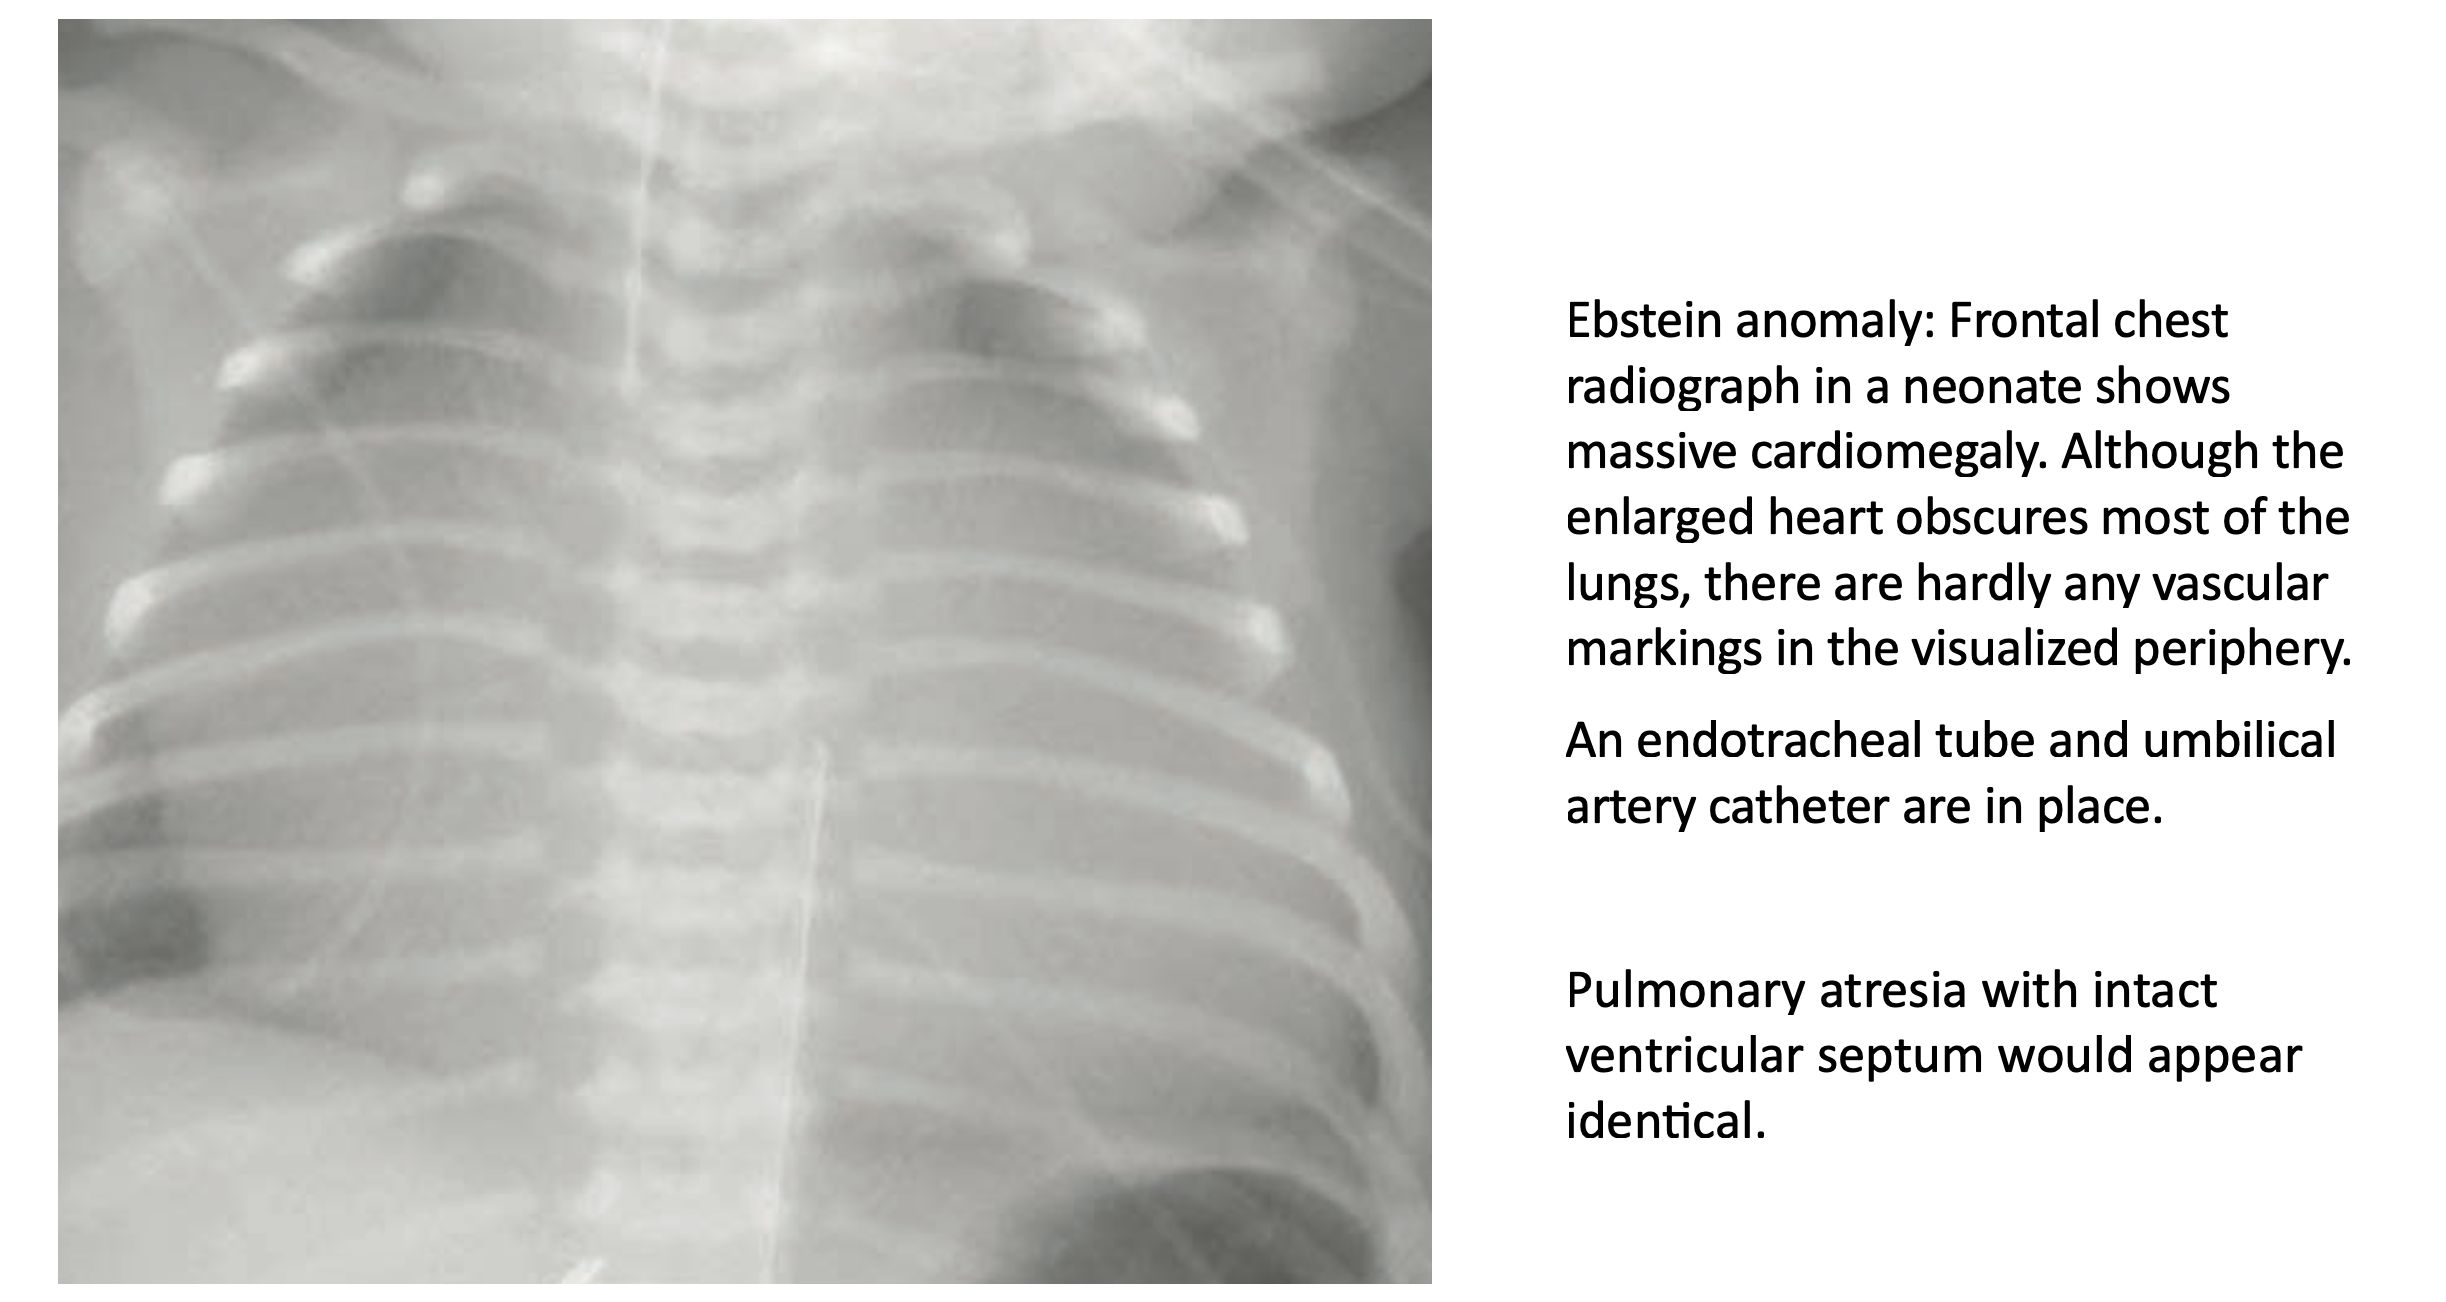 Ebstein anomaly: Frontal chest
radiograph in a neonate shows
massive cardiomegaly. Although the
enlarged heart obscures most of the
lungs, there are hardly any vascular
markings in the visualized periphery.
An endotracheal tube and umbilical
artery catheter are in place.
Pulmonary atresia with intact
ventricular septum would appear
identical.